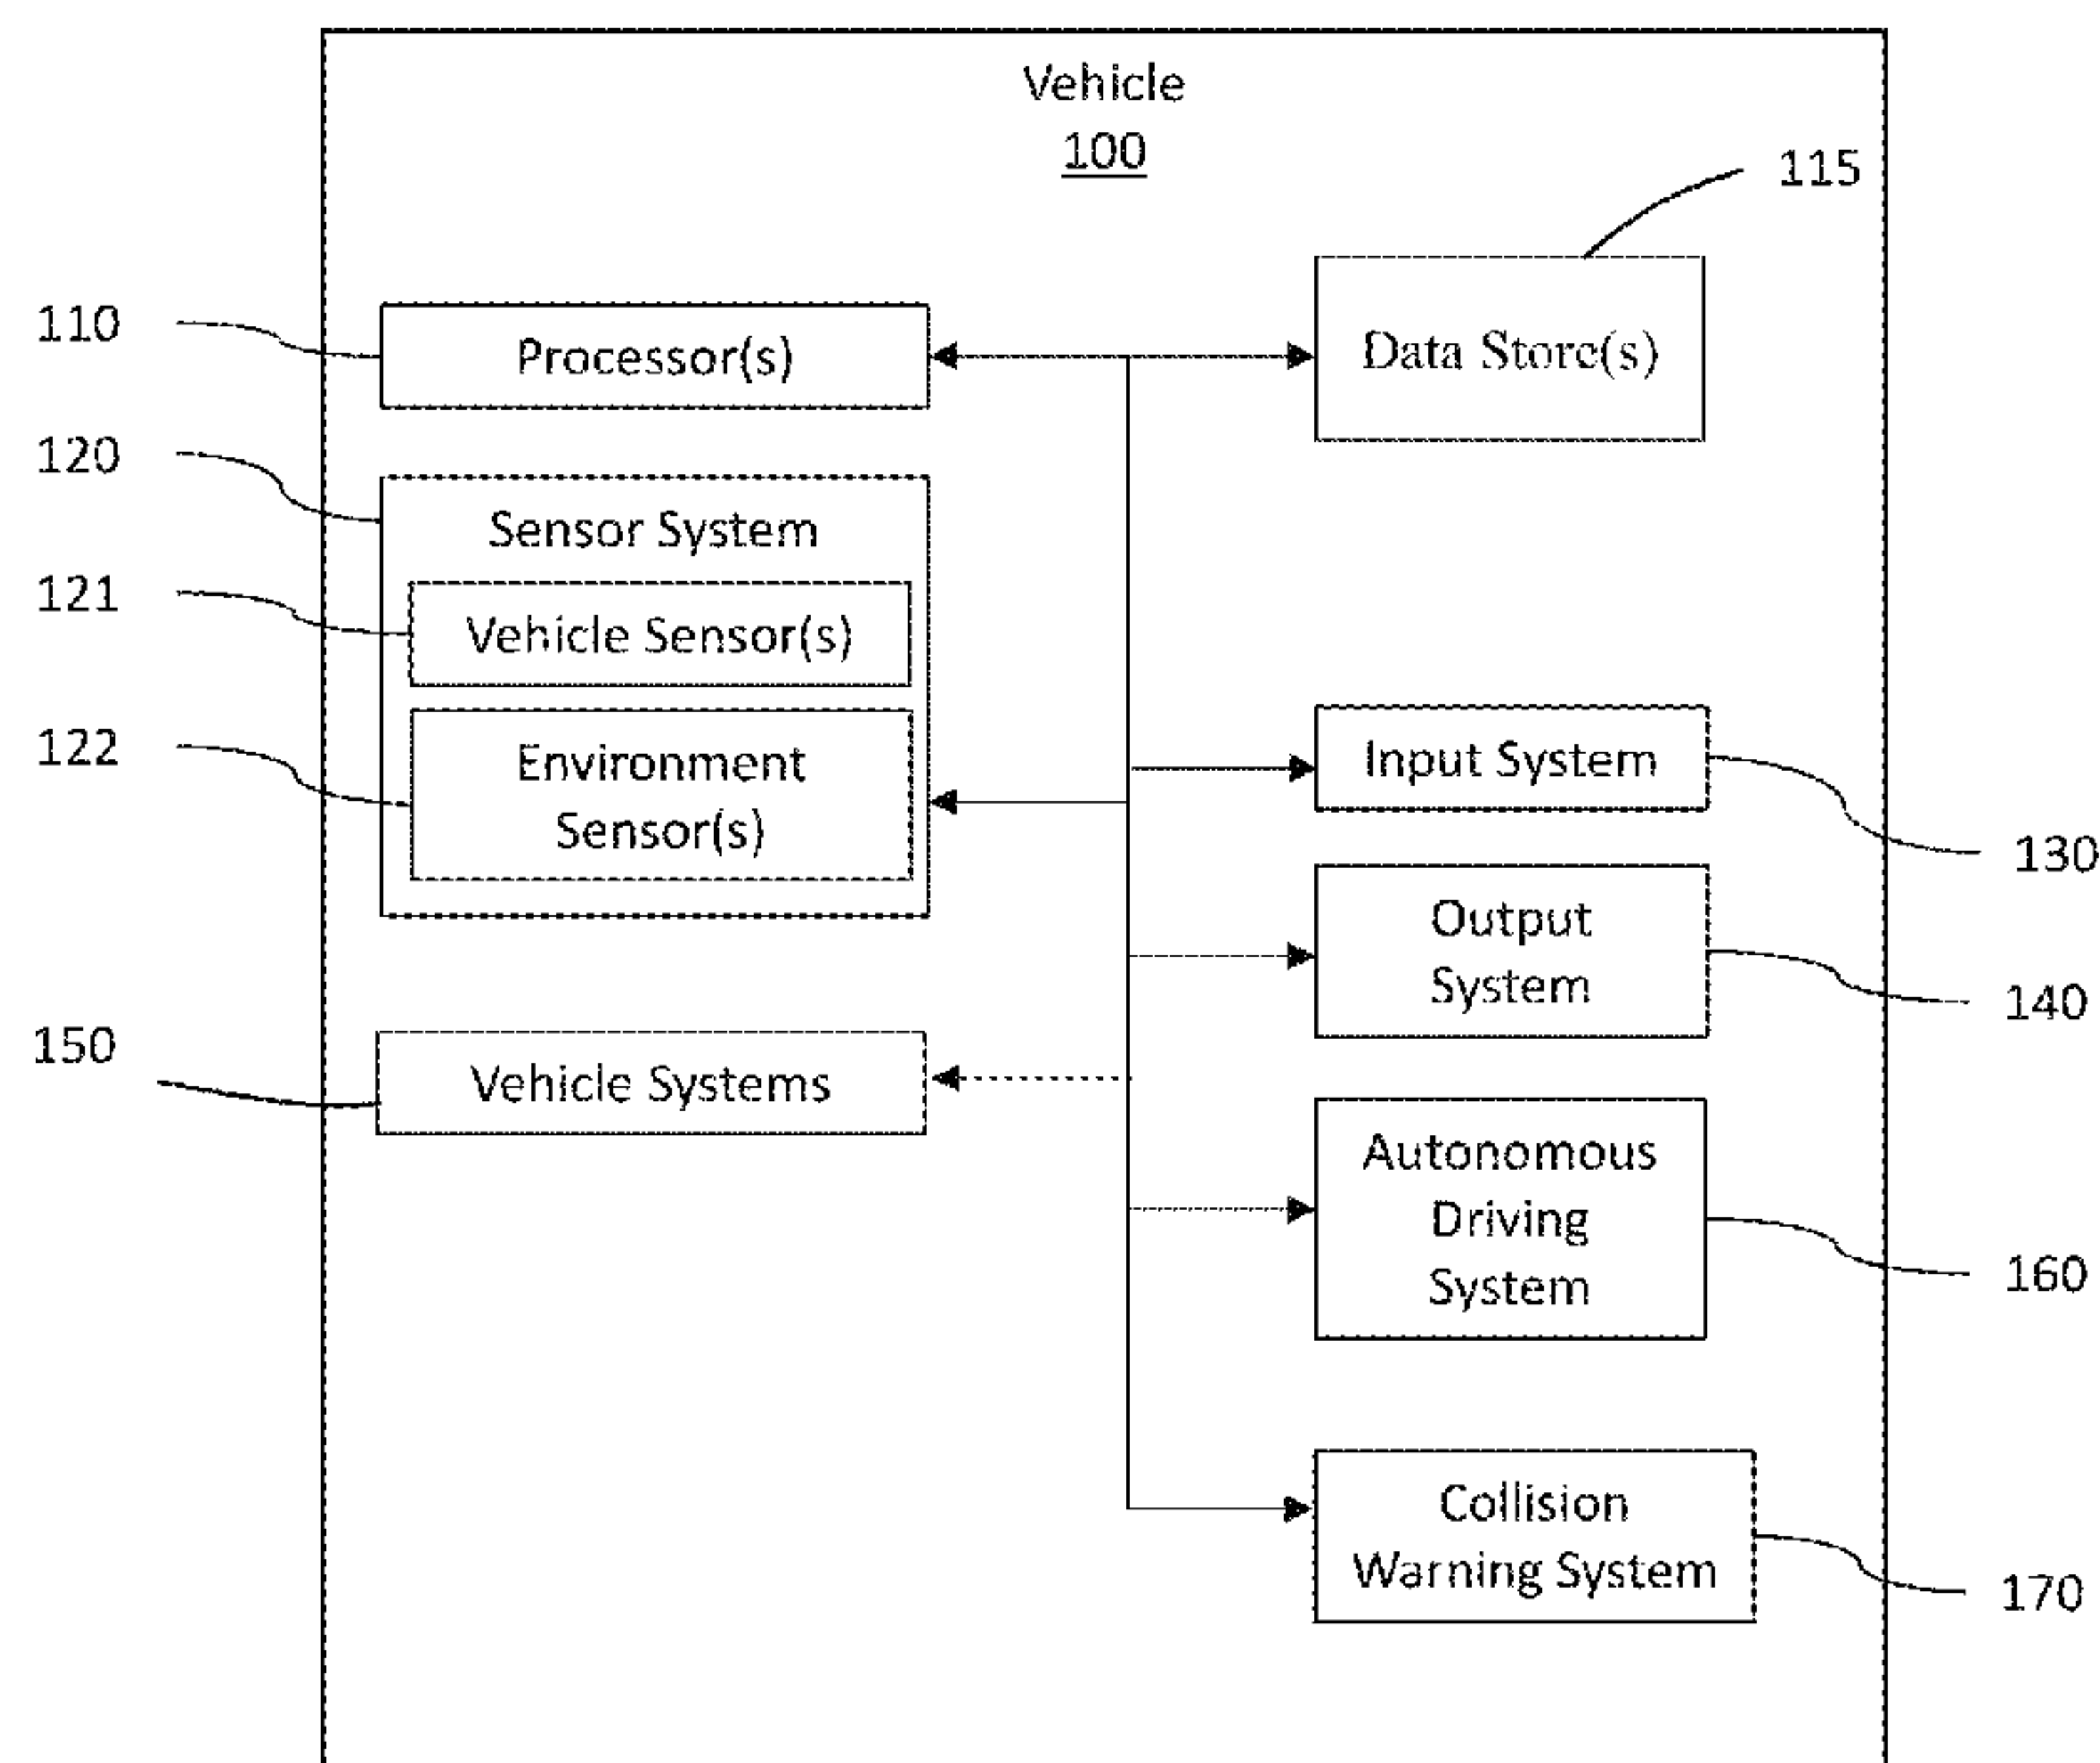 Vehicle
100
115
110
Processor(s)
Data Store(s)
120
Sensor System
121
Vehicle Sensor(s)
122
Environment
Sensor(s)
Input System
130
Output
System
140
150
Vehicle Systems
Autonomous
Driving
System
160
Collision
Warning System
170